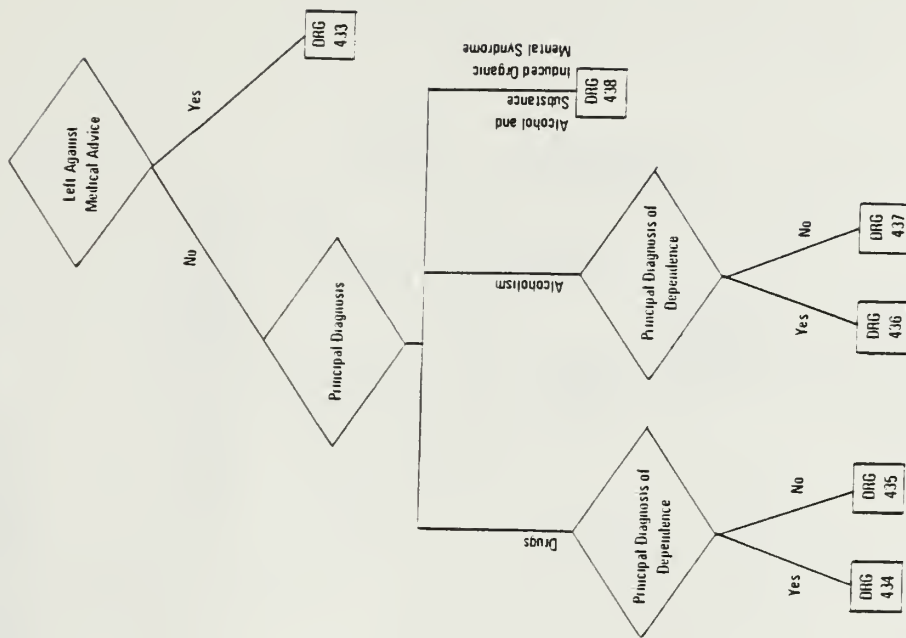 Left Against
Medical Advice
Yes
DRG
433
No
Principal Diagnosis
Drugs
Alcoholism
Alcohol and
Substance
Induced Organic
Mental Syndrome
DRG
438
Principal Diagnosis of
Dependence
Yes
No
DRG
434
DRG
435
Principal Diagnosis of
Dependence
Yes
No
DRG
436
DRG
437